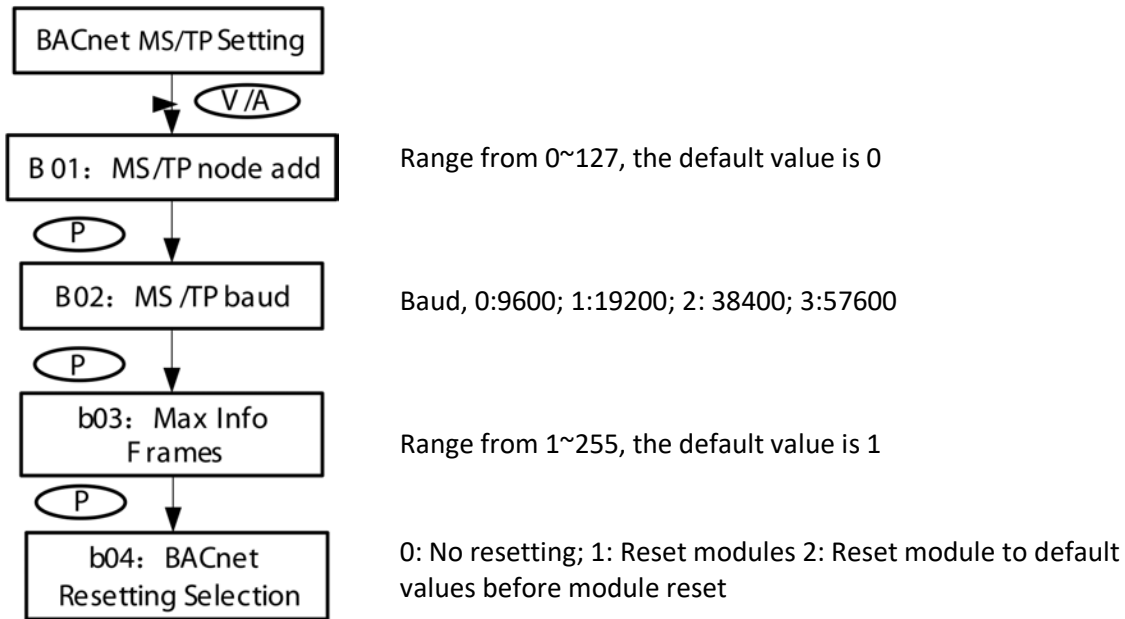 BACnet MS/TP Setting
V/A
B 01： MS/TP node add
Range from 0~127, the default value is 0
P
B02： MS /TP baud
Baud, 0:9600; 1:19200; 2: 38400; 3:57600
P
b03： Max Info
Frames
Range from 1~255, the default value is 1
P
b04： BACnet
Resetting Selection
0: No resetting; 1: Reset modules 2: Reset module to default
values before module reset